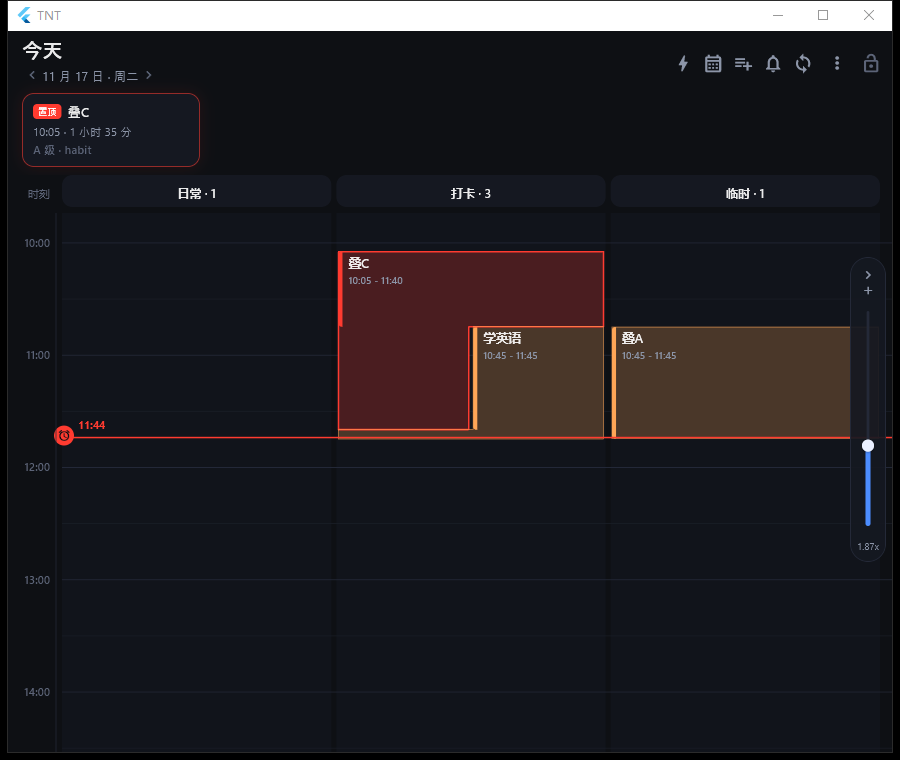 TNT
今天
11 月 17 日 · 周二
置顶 叠C
10:05 · 1 小时 35 分
A 级 · habit
时刻
日常 · 1
打卡 · 3
临时 · 1
10:00
叠C
10:05 - 11:40
学英语
10:45 - 11:45
叠A
10:45 - 11:45
11:00
11:44
12:00
1.87x
13:00
14:00